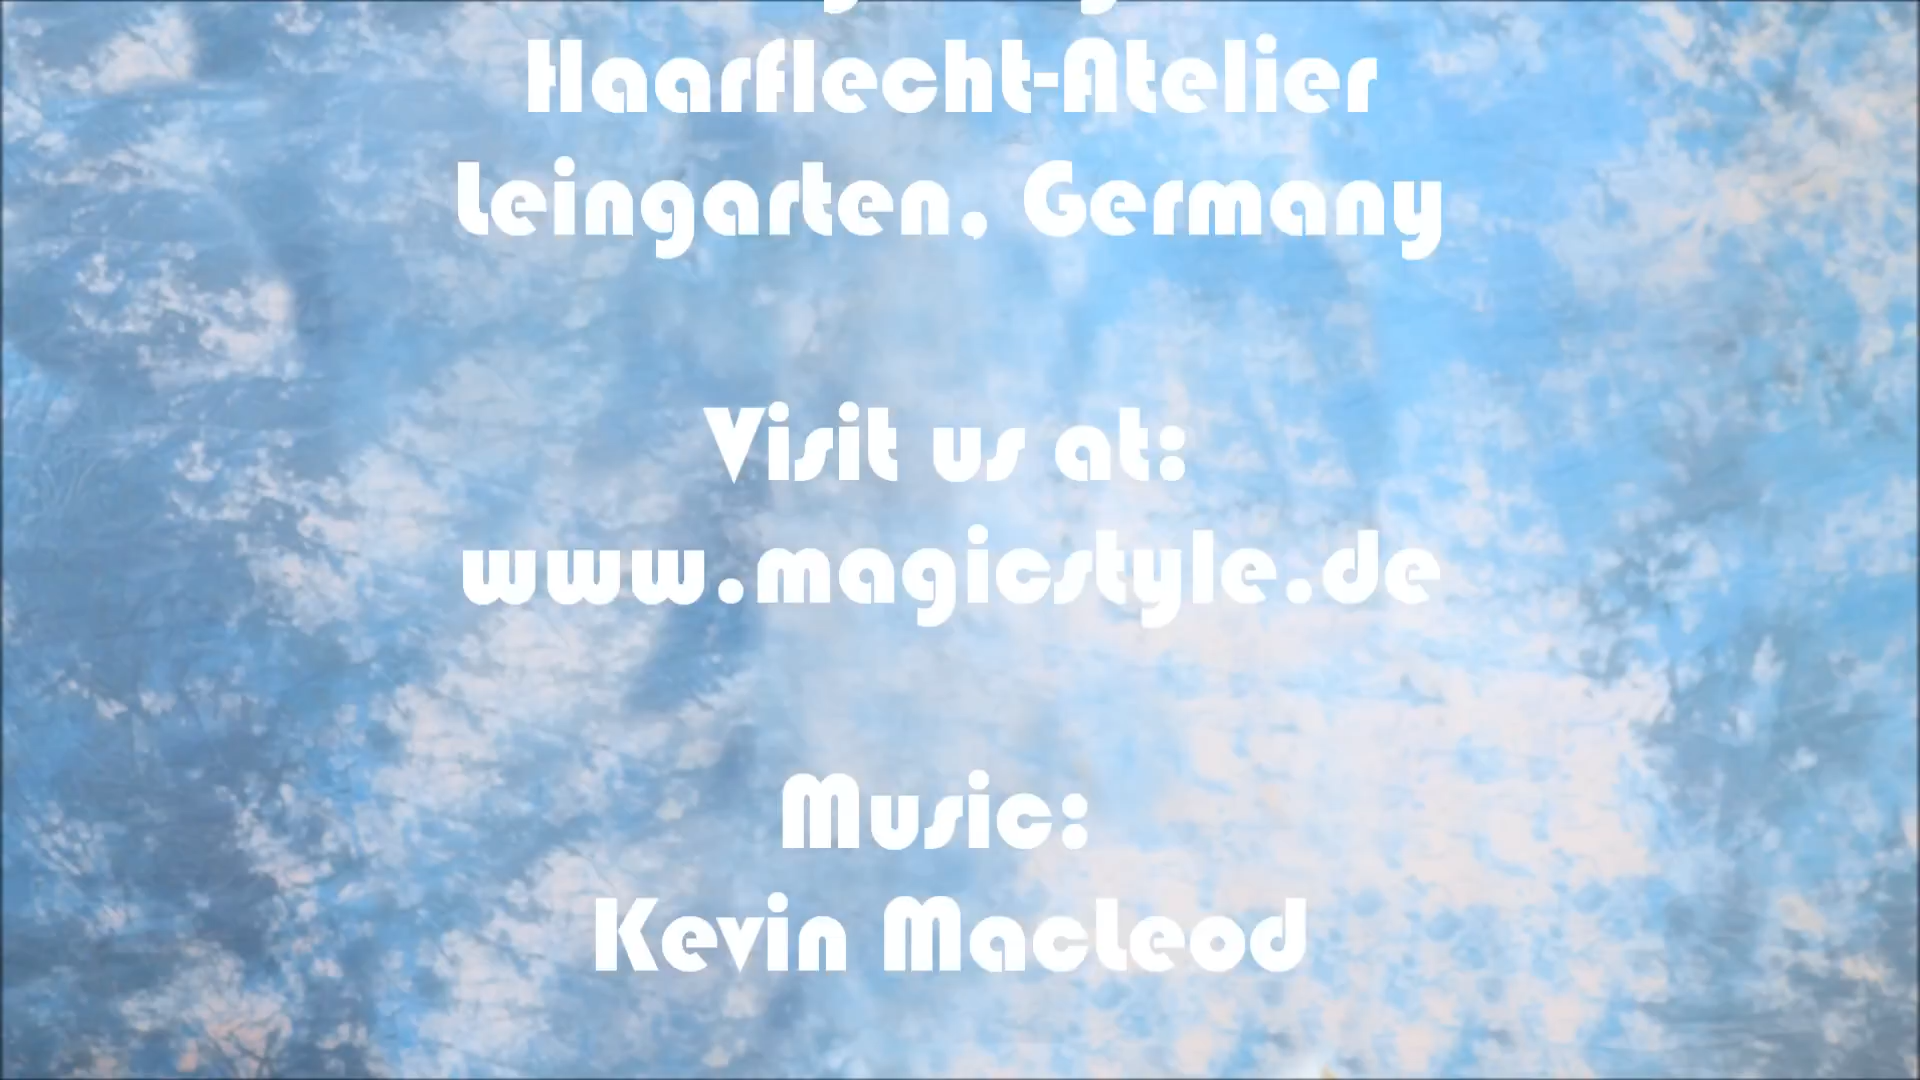 Haarflecht-Atelier
Leingarten, Germany
Visit us at:
www.magicstyle.de
Music:
Kevin MacLeod